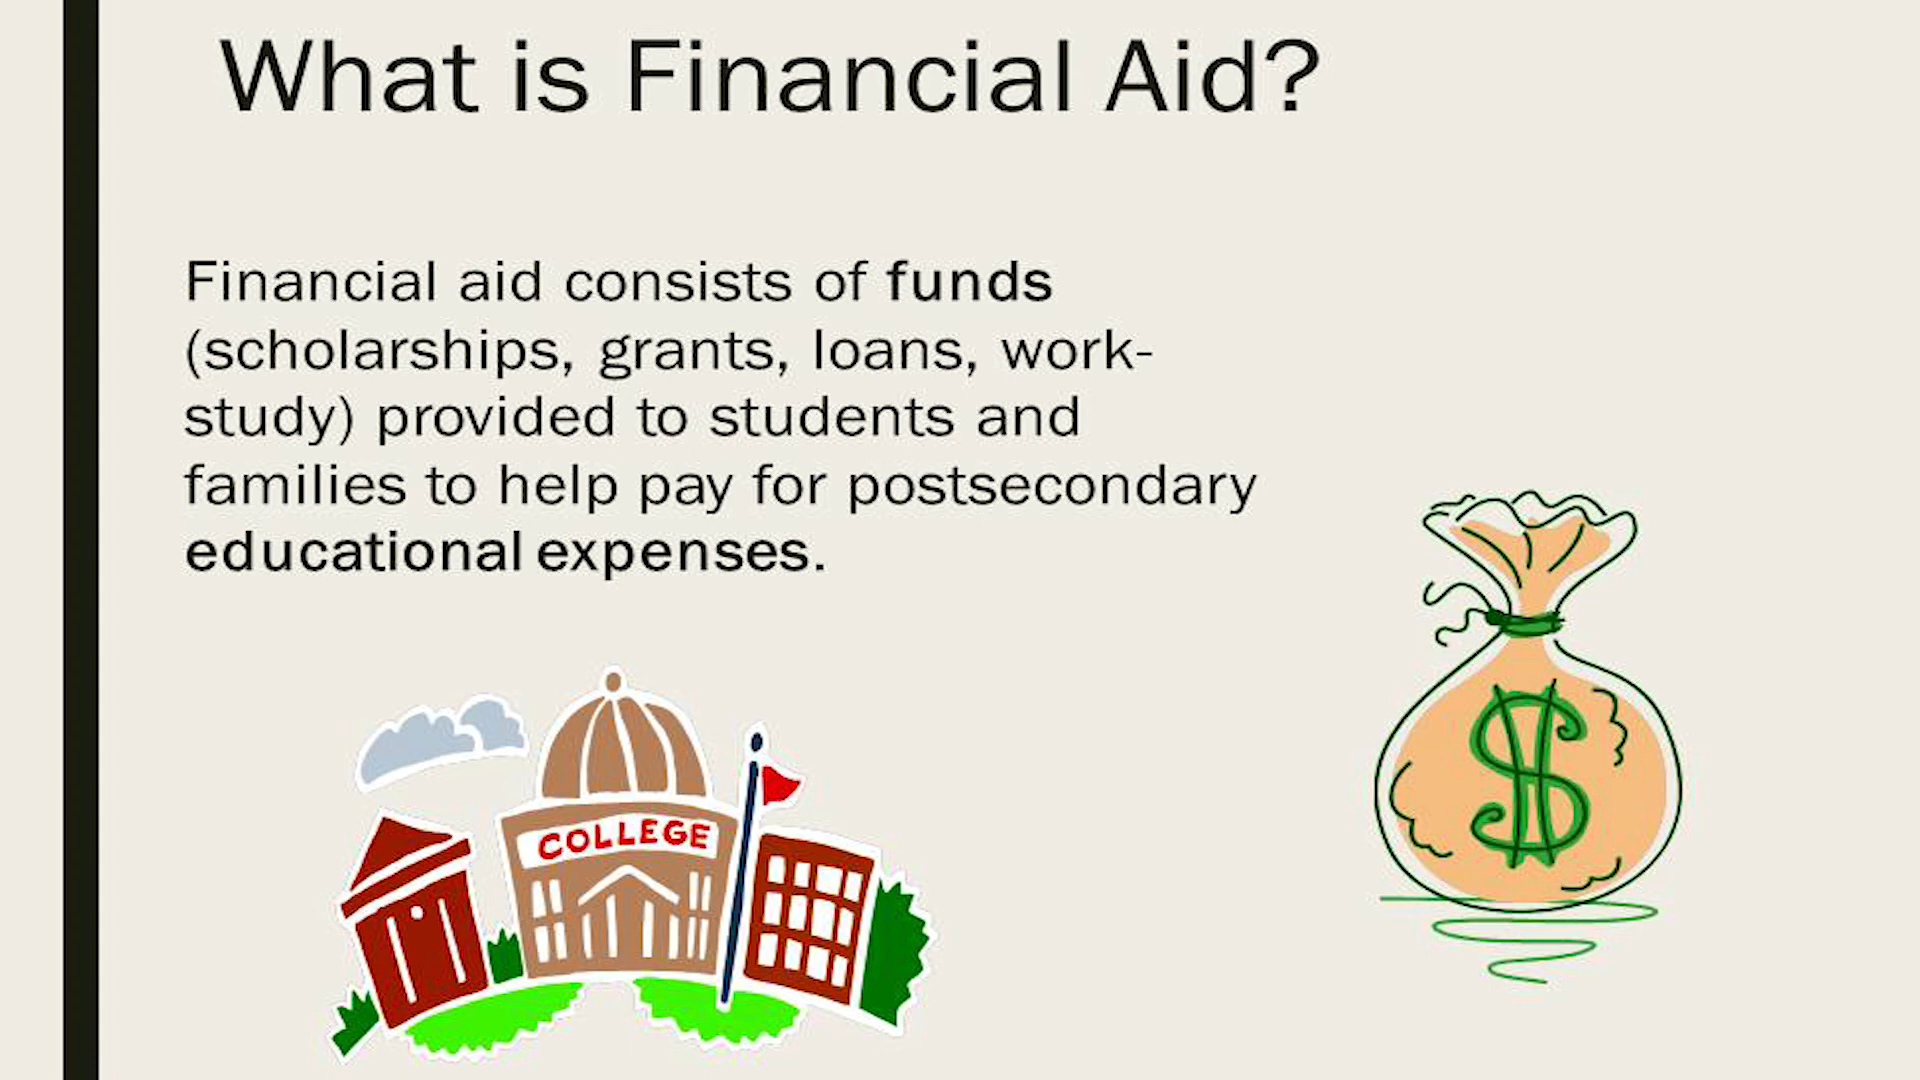 What is Financial Aid?
Financial aid consists of funds
(scholarships, grants, loans, work-
study) provided to students and
families to help pay for postsecondary
educational expenses.
COLLEGE
$